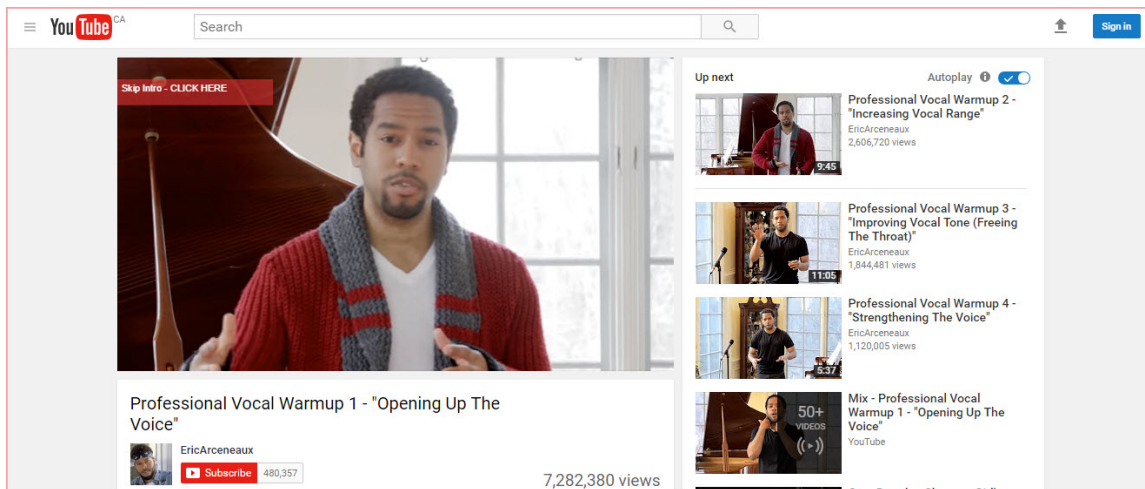 YouTube CA
Search
Sign in
Skip Intro - CLICK HERE
Professional Vocal Warmup 1 - "Opening Up The
Voice"
EricArceneaux
Subscribe 480,357
7,282,380 views
Up next
Autoplay
Professional Vocal Warmup 2 -
"Increasing Vocal Range"
EricArceneaux
2,606,720 views
9:45
Professional Vocal Warmup 3 -
"Improving Vocal Tone (Freeing
The Throat)"
EricArceneaux
1,844,481 views
11:05
Professional Vocal Warmup 4 -
"Strengthening The Voice"
EricArceneaux
1,120,005 views
5:37
Mix - Professional Vocal
Warmup 1 - "Opening Up The
Voice"
YouTube
50+
VIDEOS